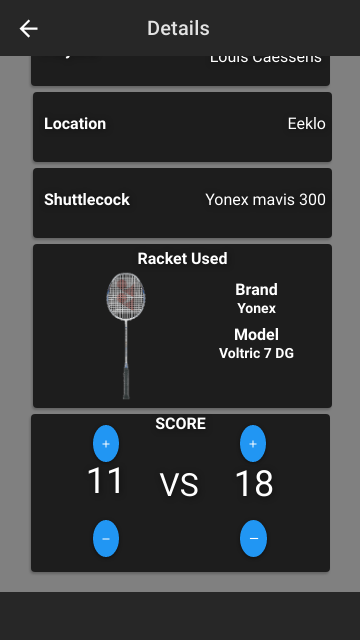 Details
Louis Caessens
Location Eeklo
Shuttlecock Yonex mavis 300
Racket Used
Brand
Yonex
Model
Voltric 7 DG
SCORE
+ +
11 VS 18
− −